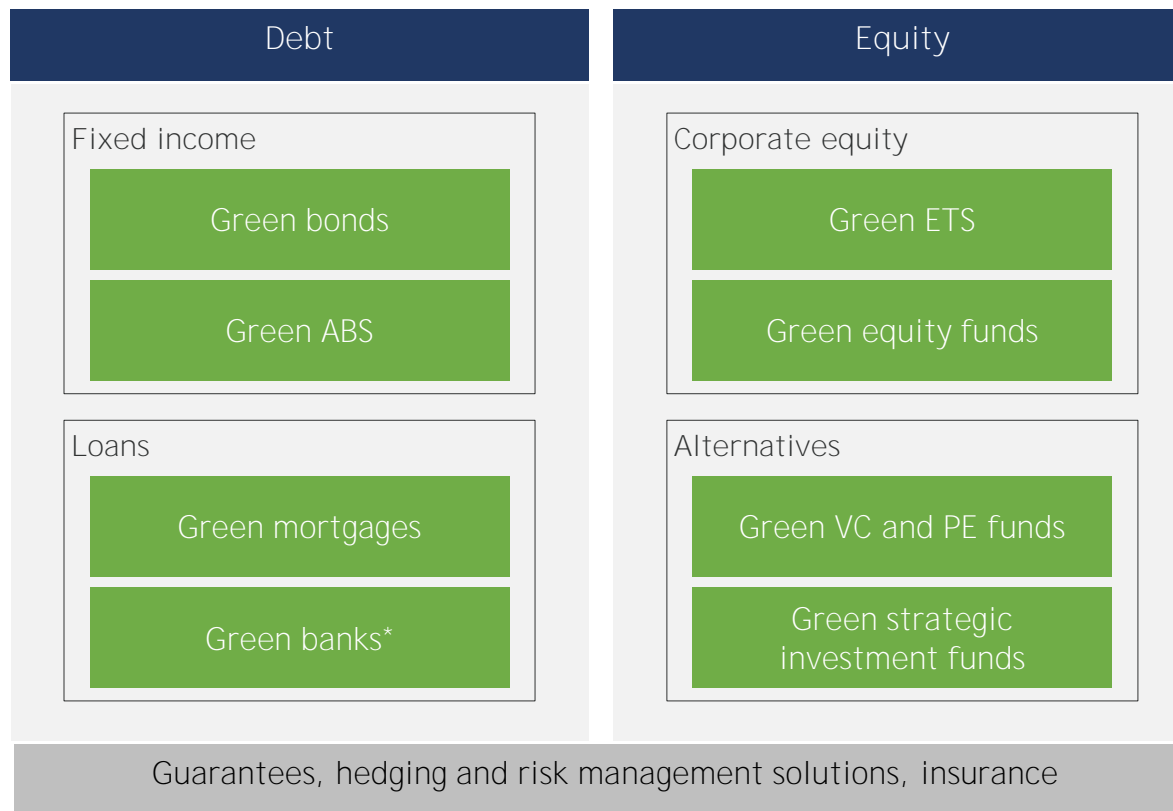 Debt
Fixed income
Green bonds
Green ABS
Loans
Green mortgages
Green banks*
Equity
Corporate equity
Green ETS
Green equity funds
Alternatives
Green VC and PE funds
Green strategic
investment funds
Guarantees, hedging and risk management solutions, insurance